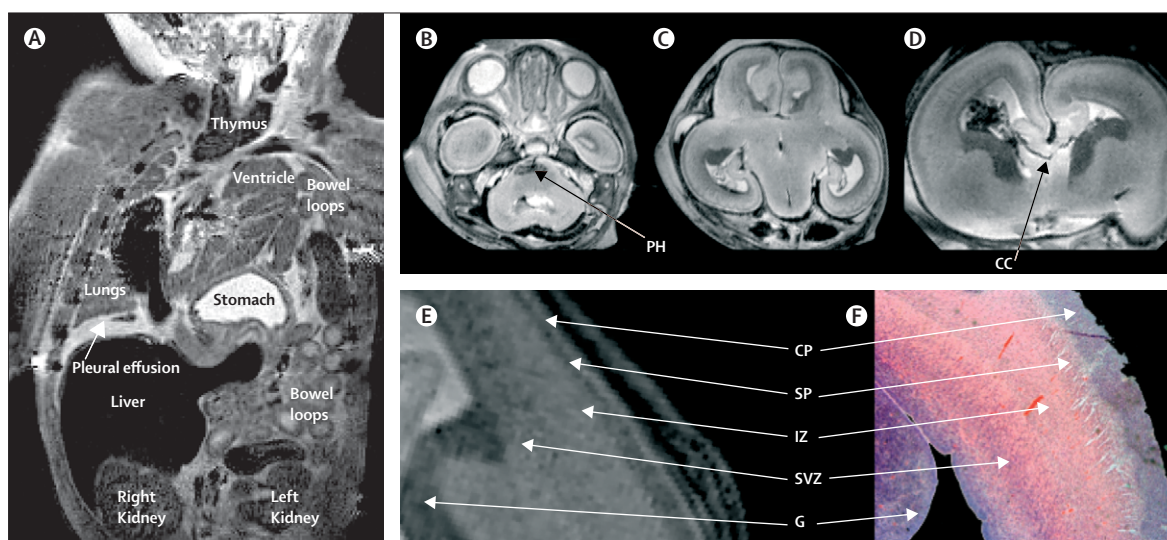 A
Thymus
Ventricle
Bowel
loops
Lungs
Stomach
Pleural effusion
Liver
Bowel
loops
Right
Kidney
Left
Kidney
B
PH
C
D
CC
E
F
CP
SP
IZ
SVZ
G